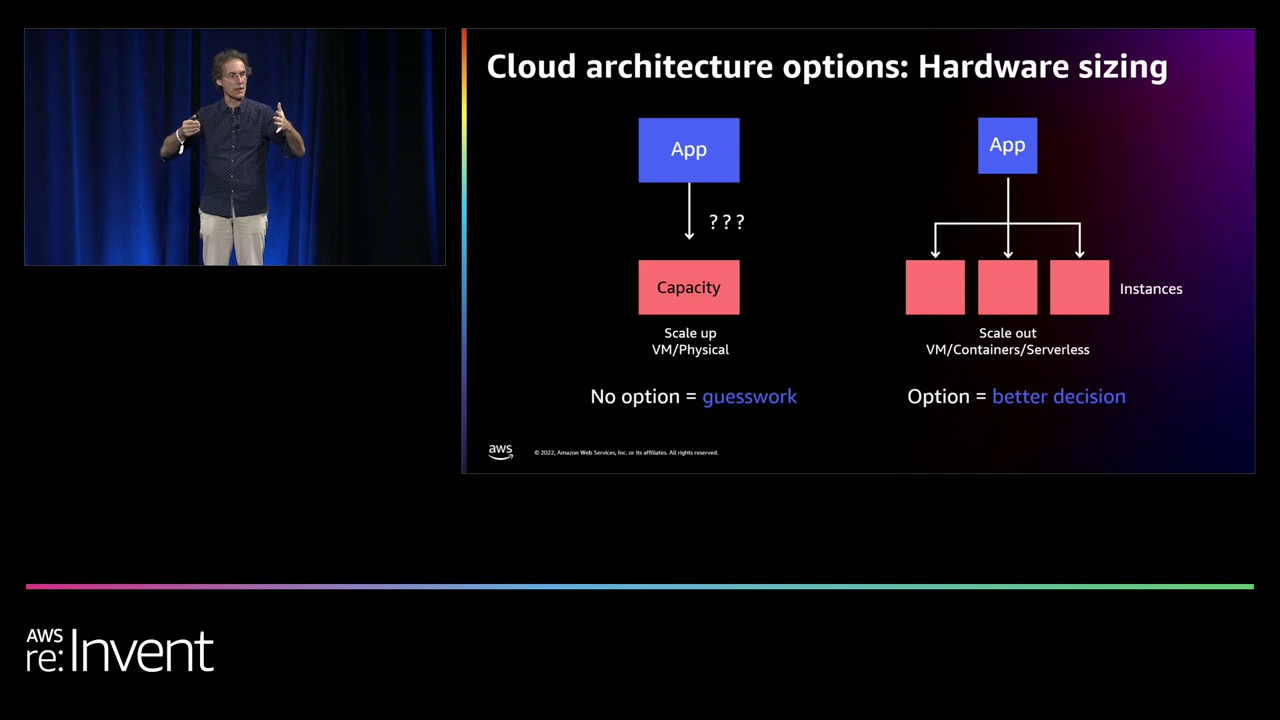 Cloud architecture options: Hardware sizing
App
???
Capacity
Scale up
VM/Physical
No option = guesswork
App
Instances
Scale out
VM/Containers/Serverless
Option = better decision
aws
© 2022, Amazon Web Services, Inc. or its affiliates. All rights reserved.
AWS
re:Invent